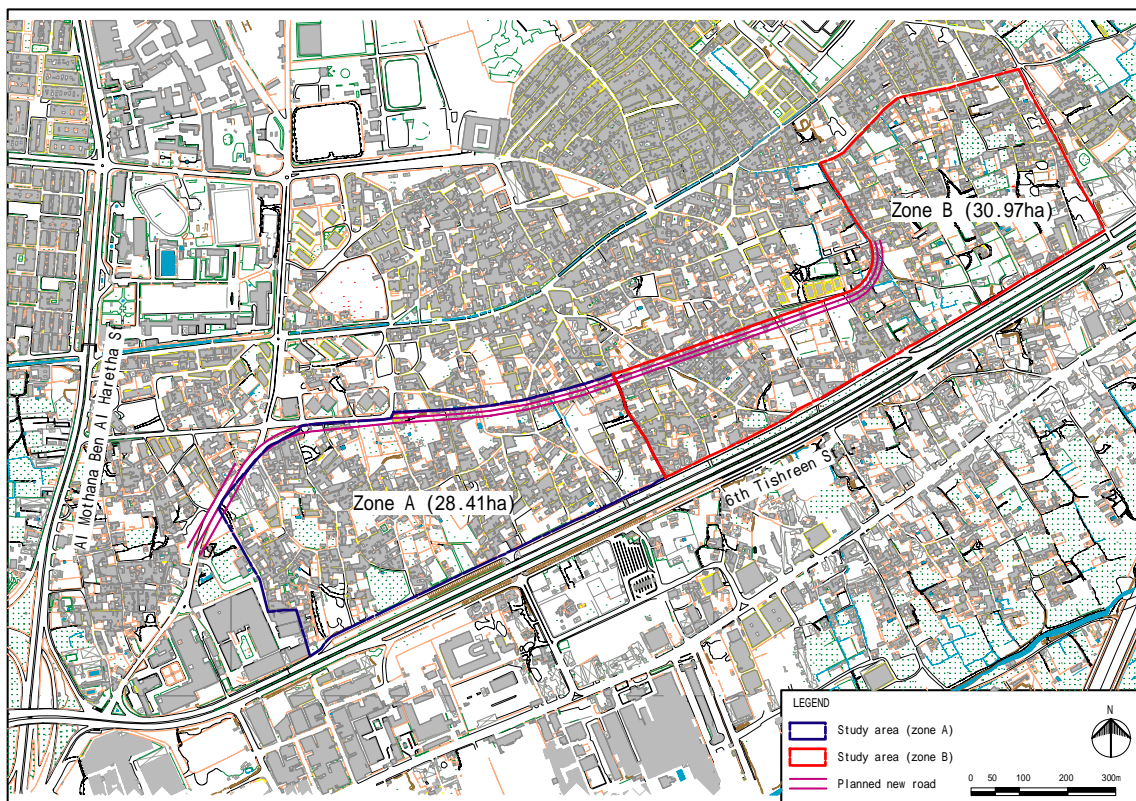 Zone B (30.97ha)
Al Mothana Ben Al Haretha St
Zone A (28.41ha)
6th Tishreen St
LEGEND
Study area (zone A)
Study area (zone B)
Planned new road
N
0 50 100 200 300m